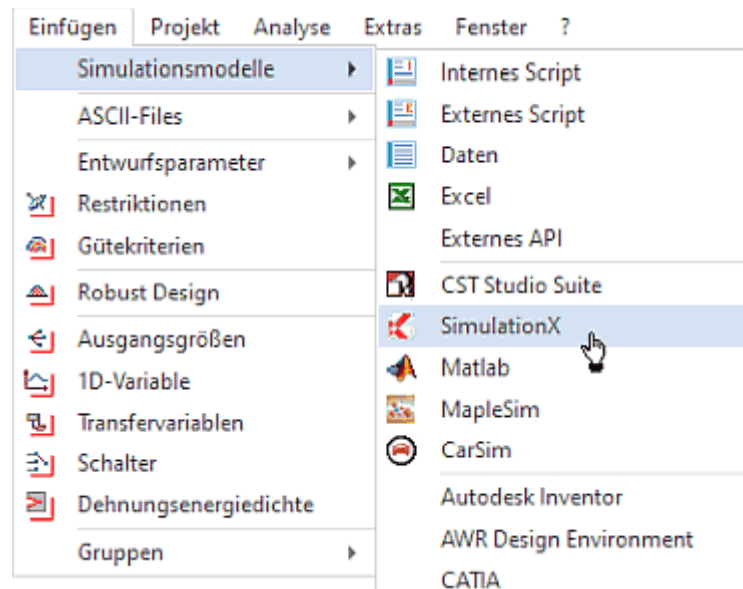 Einfügen Projekt Analyse Extras Fenster ?
Simulationsmodelle
ASCII-Files
Entwurfsparameter
Restriktionen
Gütekriterien
Robust Design
Ausgangsgrößen
1D-Variable
Transfervariablen
Schalter
Dehnungsenergiedichte
Gruppen
Internes Script
Externes Script
Daten
Excel
Externes API
CST Studio Suite
SimulationX
Matlab
MapleSim
CarSim
Autodesk Inventor
AWR Design Environment
CATIA